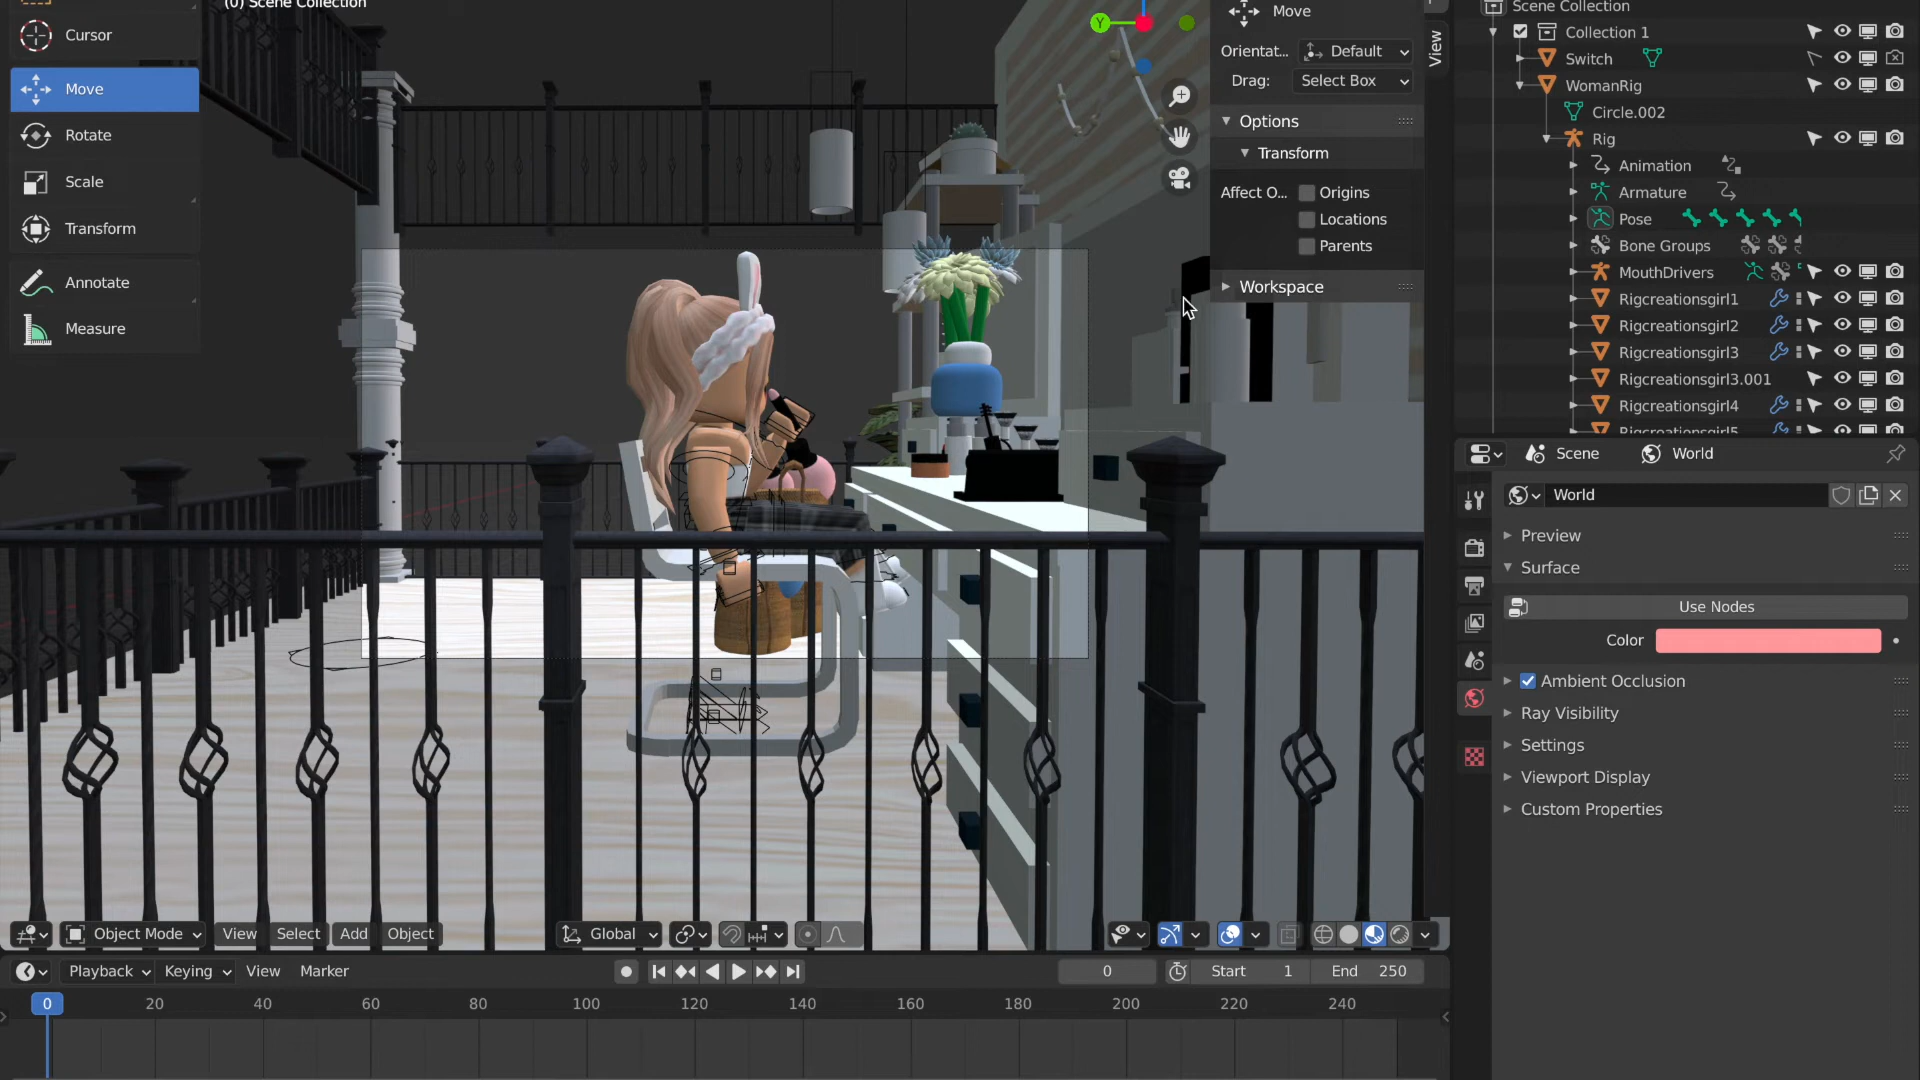 (0) Scene Collection
Cursor
Move
Rotate
Scale
Transform
Annotate
Measure
Y
Move
Orientat... Default
Drag: Select Box
Options
Transform
Affect O... Origins
Locations
Parents
Workspace
View
Scene Collection
Collection 1
Switch
WomanRig
Circle.002
Rig
Animation
Armature
Pose
Bone Groups
MouthDrivers
Rigcreationsgirl1
Rigcreationsgirl2
Rigcreationsgirl3
Rigcreationsgirl3.001
Rigcreationsgirl4
Rigcreationsgirl5
Scene World
World
Preview
Surface
Use Nodes
Color
Ambient Occlusion
Ray Visibility
Settings
Viewport Display
Custom Properties
Object Mode View Select Add Object Global
Playback Keying View Marker 0 Start 1 End 250
0 20 40 60 80 100 120 140 160 180 200 220 240